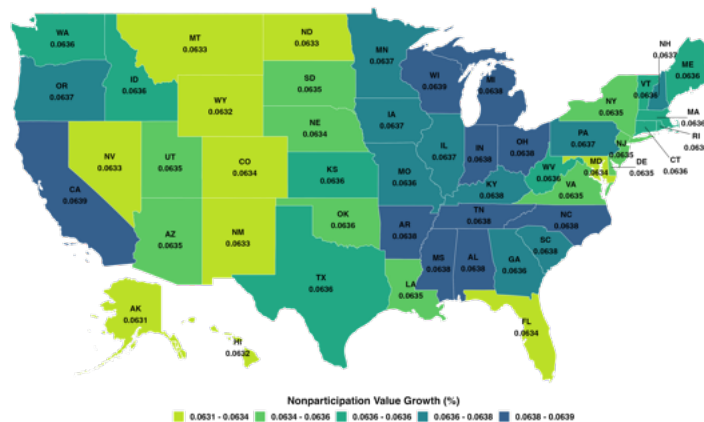 WA
0.0636
MT
0.0633
ND
0.0633
MN
0.0637
NH
0.0637
ME
0.0636
VT
0.0636
OR
0.0637
ID
0.0636
SD
0.0635
WI
0.0639
MI
0.0638
NY
0.0635
MA
0.0636
WY
0.0632
IA
0.0637
NE
0.0634
PA
0.0637
RI
CT
0.0636
NJ
0.0635
NV
0.0633
UT
0.0635
CO
0.0634
IL
0.0637
IN
0.0638
OH
0.0638
MD
0.0634
DE
0.0635
CA
0.0639
KS
0.0636
MO
0.0636
WV
0.0636
KY
0.0638
VA
0.0635
AZ
0.0635
NM
0.0633
OK
0.0636
AR
0.0638
TN
0.0638
NC
0.0638
SC
0.0638
TX
0.0636
LA
0.0635
MS
0.0638
AL
0.0638
GA
0.0636
AK
0.0631
HI
0.0632
FL
0.0634
Nonparticipation Value Growth (%)
0.0631 - 0.0634 0.0634 - 0.0636 0.0636 - 0.0636 0.0636 - 0.0638 0.0638 - 0.0639